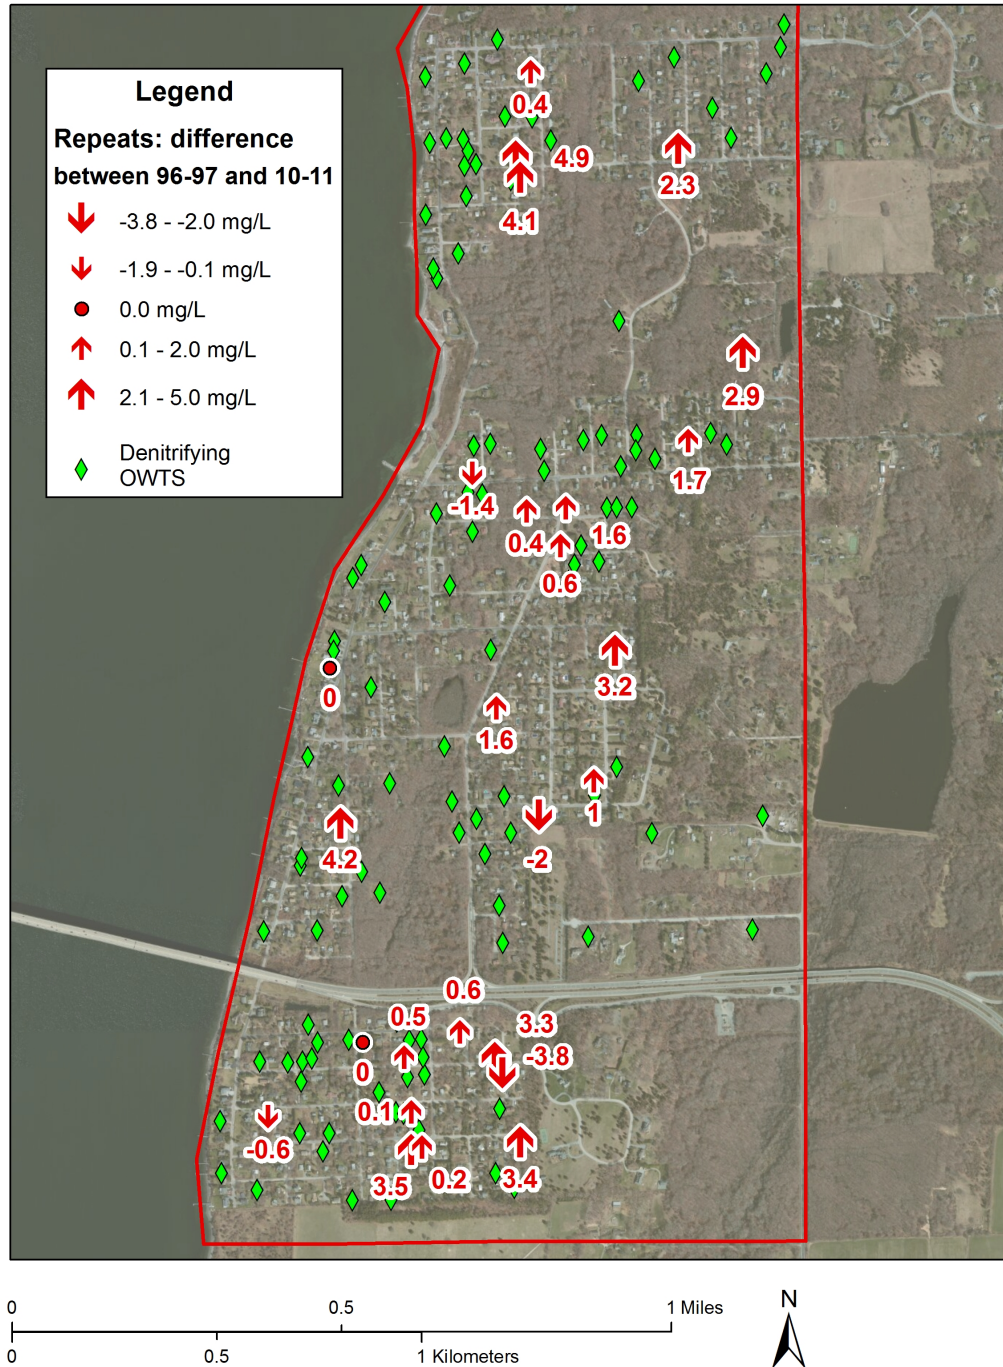 Legend
Repeats: difference
between 96-97 and 10-11
-3.8 - -2.0 mg/L
-1.9 - -0.1 mg/L
0.0 mg/L
0.1 - 2.0 mg/L
2.1 - 5.0 mg/L
Denitrifying
OWTS
0.4
4.9
2.3
4.1
2.9
1.7
-1.4
0.4
1.6
0.6
3.2
0
1.6
1
4.2
-2
0.6
0.5
3.3
-3.8
0
0.1
-0.6
3.5
0.2
3.4
0 0.5 1 Miles
N
0 0.5 1 Kilometers